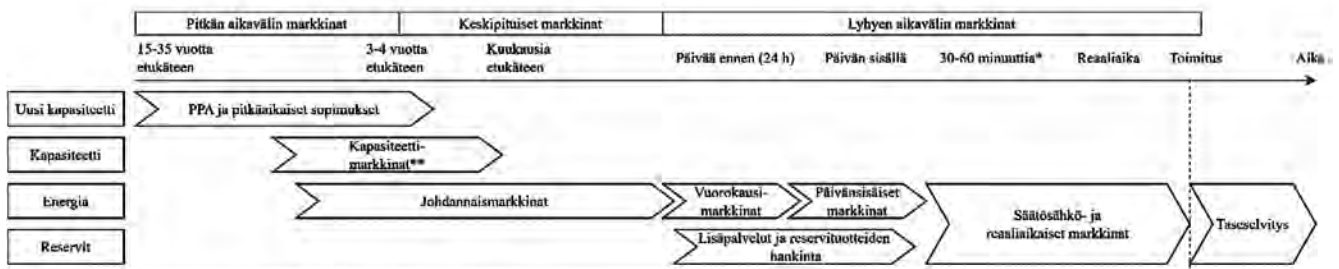 Pitkän aikavälin markkinat
Keskipituiset markkinat
Lyhyen aikavälin markkinat
15-35 vuotta
etukäteen
3-4 vuotta
etukäteen
Kuukausia
etukäteen
Päivää ennen (24 h)
Päivän sisällä
30-60 minuuttia*
Reaaliaika
Toimitus
Aika
Uusi kapasiteetti
PPA ja pitkäaikaiset sopimukset
Kapasiteetti
Kapasiteetti-
markkinat**
Energia
Johdannaismarkkinat
Vuorokausi-
markkinat
Päivänsisäiset
markkinat
Säätösähkö- ja
reaaliaikaiset markkinat
Taseselvitys
Reservit
Lisäpalvelut ja reservituotteiden
hankinta